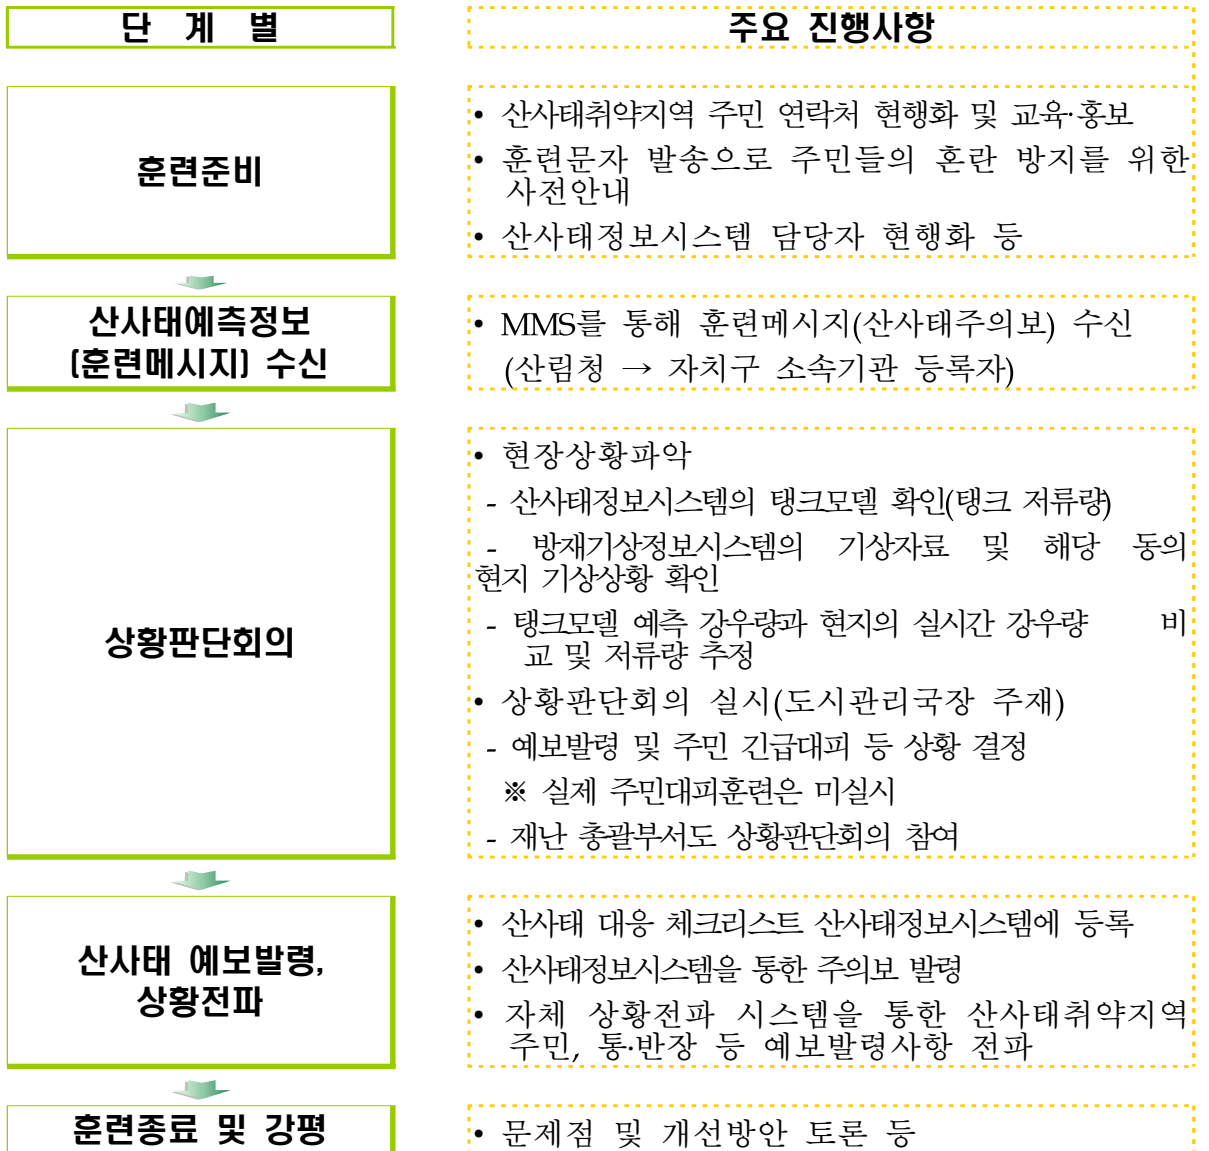 단 계 별
주요 진행사항
훈련준비
• 산사태취약지역 주민 연락처 현행화 및 교육·홍보
• 훈련문자 발송으로 주민들의 혼란 방지를 위한
사전안내
• 산사태정보시스템 담당자 현행화 등
산사태예측정보
(훈련메시지) 수신
• MMS를 통해 훈련메시지(산사태주의보) 수신
(산림청 → 자치구 소속기관 등록자)
상황판단회의
• 현장상황파악
- 산사태정보시스템의 탱크모델 확인(탱크 저류량)
- 방재기상정보시스템의 기상자료 및 해당 동의
현지 기상상황 확인
- 탱크모델 예측 강우량과 현지의 실시간 강우량 비
교 및 저류량 추정
• 상황판단회의 실시(도시관리국장 주재)
- 예보발령 및 주민 긴급대피 등 상황 결정
※ 실제 주민대피훈련은 미실시
- 재난 총괄부서도 상황판단회의 참여
산사태 예보발령,
상황전파
• 산사태 대응 체크리스트 산사태정보시스템에 등록
• 산사태정보시스템을 통한 주의보 발령
• 자체 상황전파 시스템을 통한 산사태취약지역
주민, 통·반장 등 예보발령사항 전파
훈련종료 및 강평
• 문제점 및 개선방안 토론 등